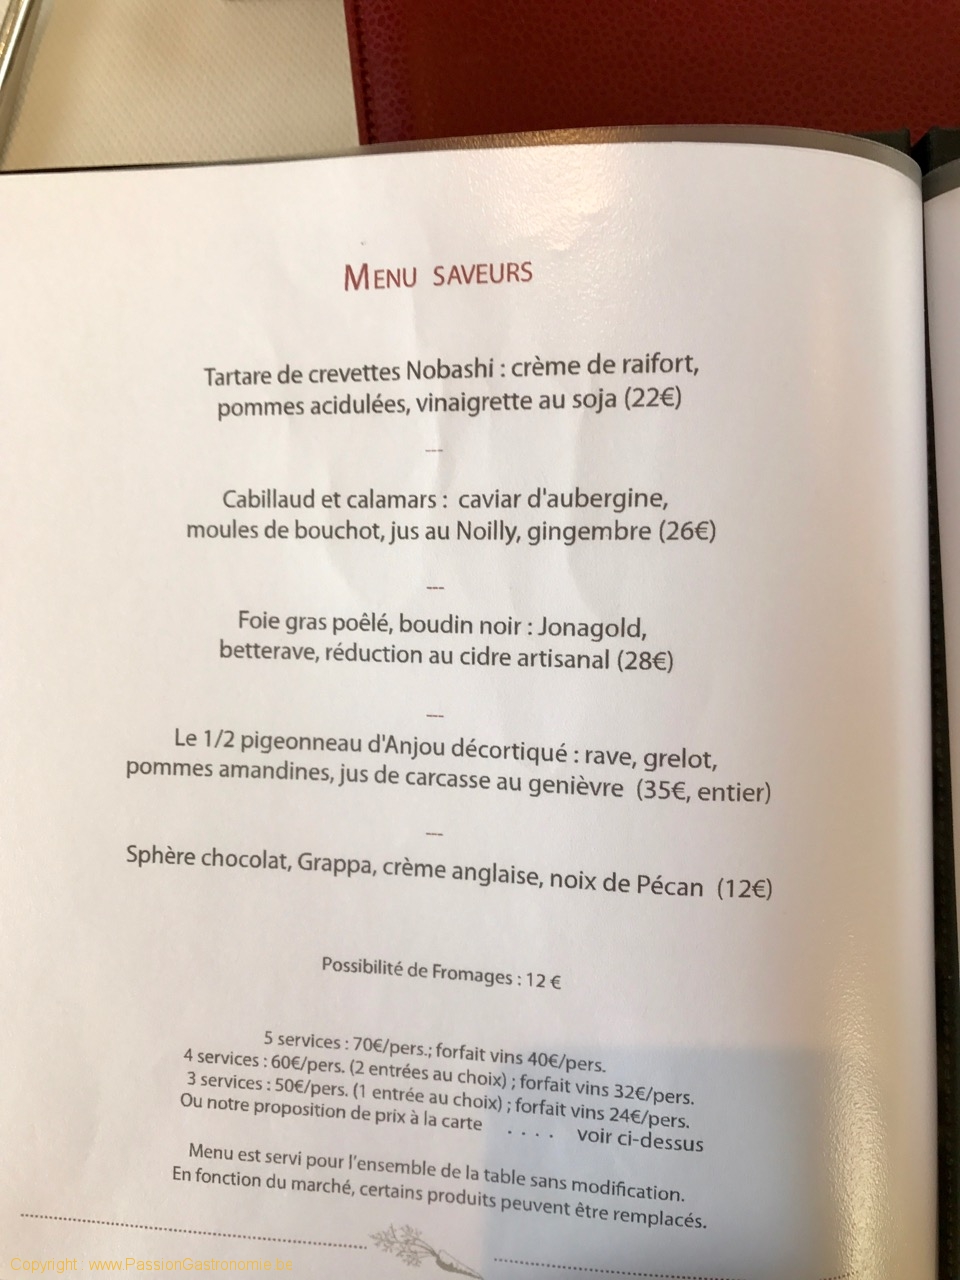 MENU SAVEURS
Tartare de crevettes Nobashi : crème de raifort,
pommes acidulées, vinaigrette au soja (22€)
---
Cabillaud et calamars : caviar d'aubergine,
moules de bouchot, jus au Noilly, gingembre (26€)
---
Foie gras poêlé, boudin noir : Jonagold,
betterave, réduction au cidre artisanal (28€)
---
Le 1/2 pigeonneau d'Anjou décortiqué : rave, grelot,
pommes amandines, jus de carcasse au genièvre (35€, entier)
---
Sphère chocolat, Grappa, crème anglaise, noix de Pécan (12€)
Possibilité de Fromages : 12 €
5 services : 70€/pers.; forfait vins 40€/pers.
4 services : 60€/pers. (2 entrées au choix) ; forfait vins 32€/pers.
3 services : 50€/pers. (1 entrée au choix) ; forfait vins 24€/pers.
Ou notre proposition de prix à la carte .... voir ci-dessus
Menu est servi pour l'ensemble de la table sans modification.
En fonction du marché, certains produits peuvent être remplacés.
Copyright www.PassionGastronomie.be